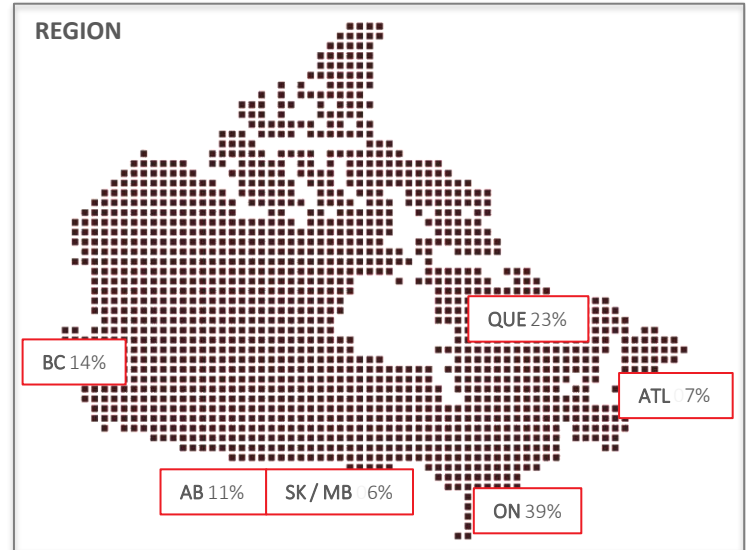 REGION
QUE 23%
BC 14%
ATL 07%
AB 11%
SK / MB 06%
ON 39%